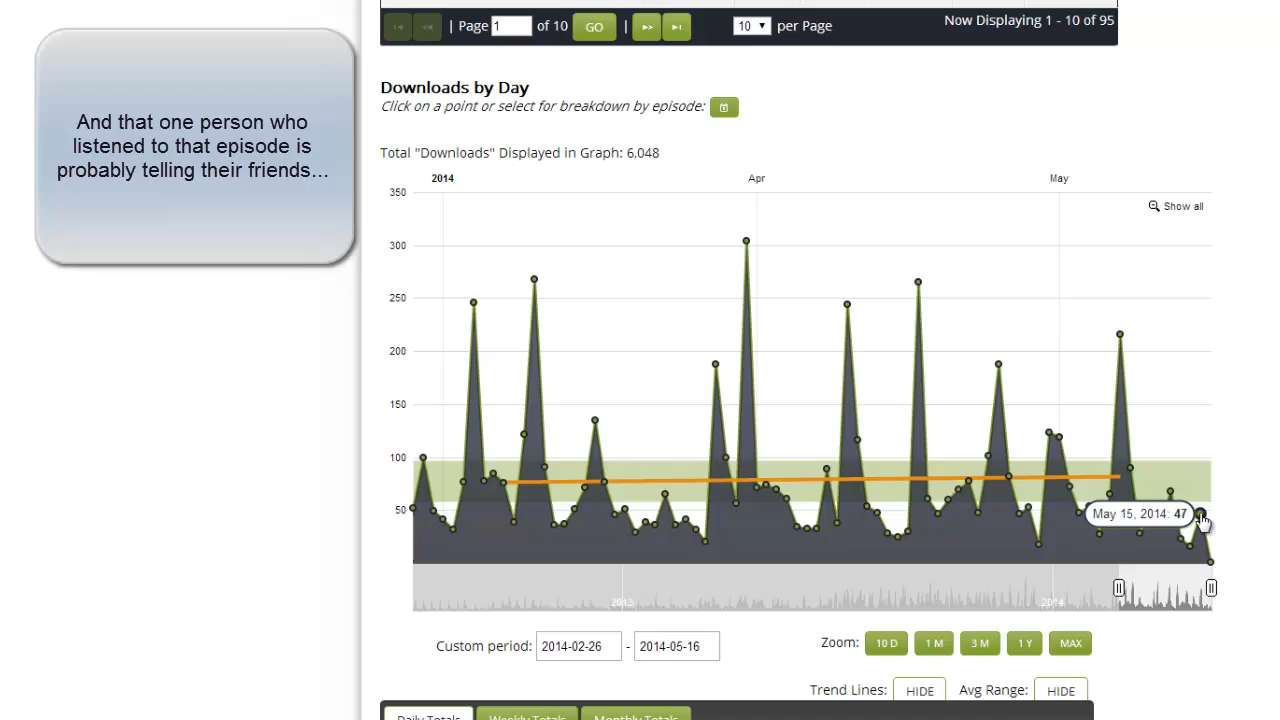 And that one person who
listened to that episode is
probably telling their friends...
| Page 1 of 10 GO | 10 per Page Now Displaying 1 - 10 of 95
Downloads by Day
Click on a point or select for breakdown by episode:
Total "Downloads" Displayed in Graph: 6,048
2014 Apr May
Show all
350
300
250
200
150
100
50
May 15, 2014: 47
2013 2014
Custom period: 2014-02-26 - 2014-05-16
Zoom: 10 D 1 M 3 M 1 Y MAX
Trend Lines: HIDE Avg Range: HIDE
Daily Totals Weekly Totals Monthly Totals